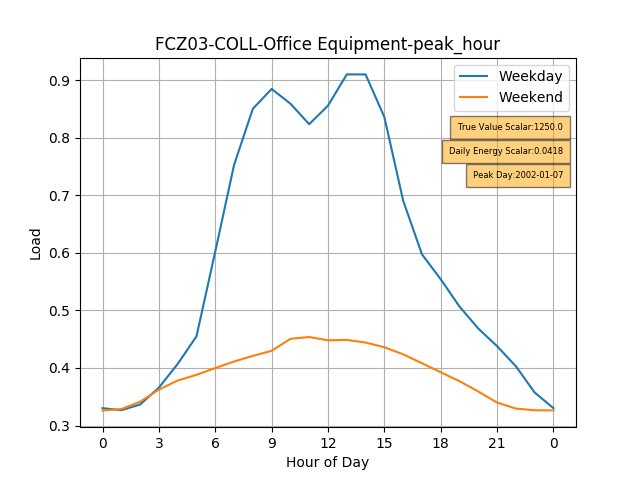 FCZ03-COLL-Office Equipment-peak_hour
Weekday
Weekend
True Value Scalar:1250.0
Daily Energy Scalar:0.0418
Peak Day:2002-01-07
Load
0.9
0.8
0.7
0.6
0.5
0.4
0.3
0 3 6 9 12 15 18 21 0
Hour of Day